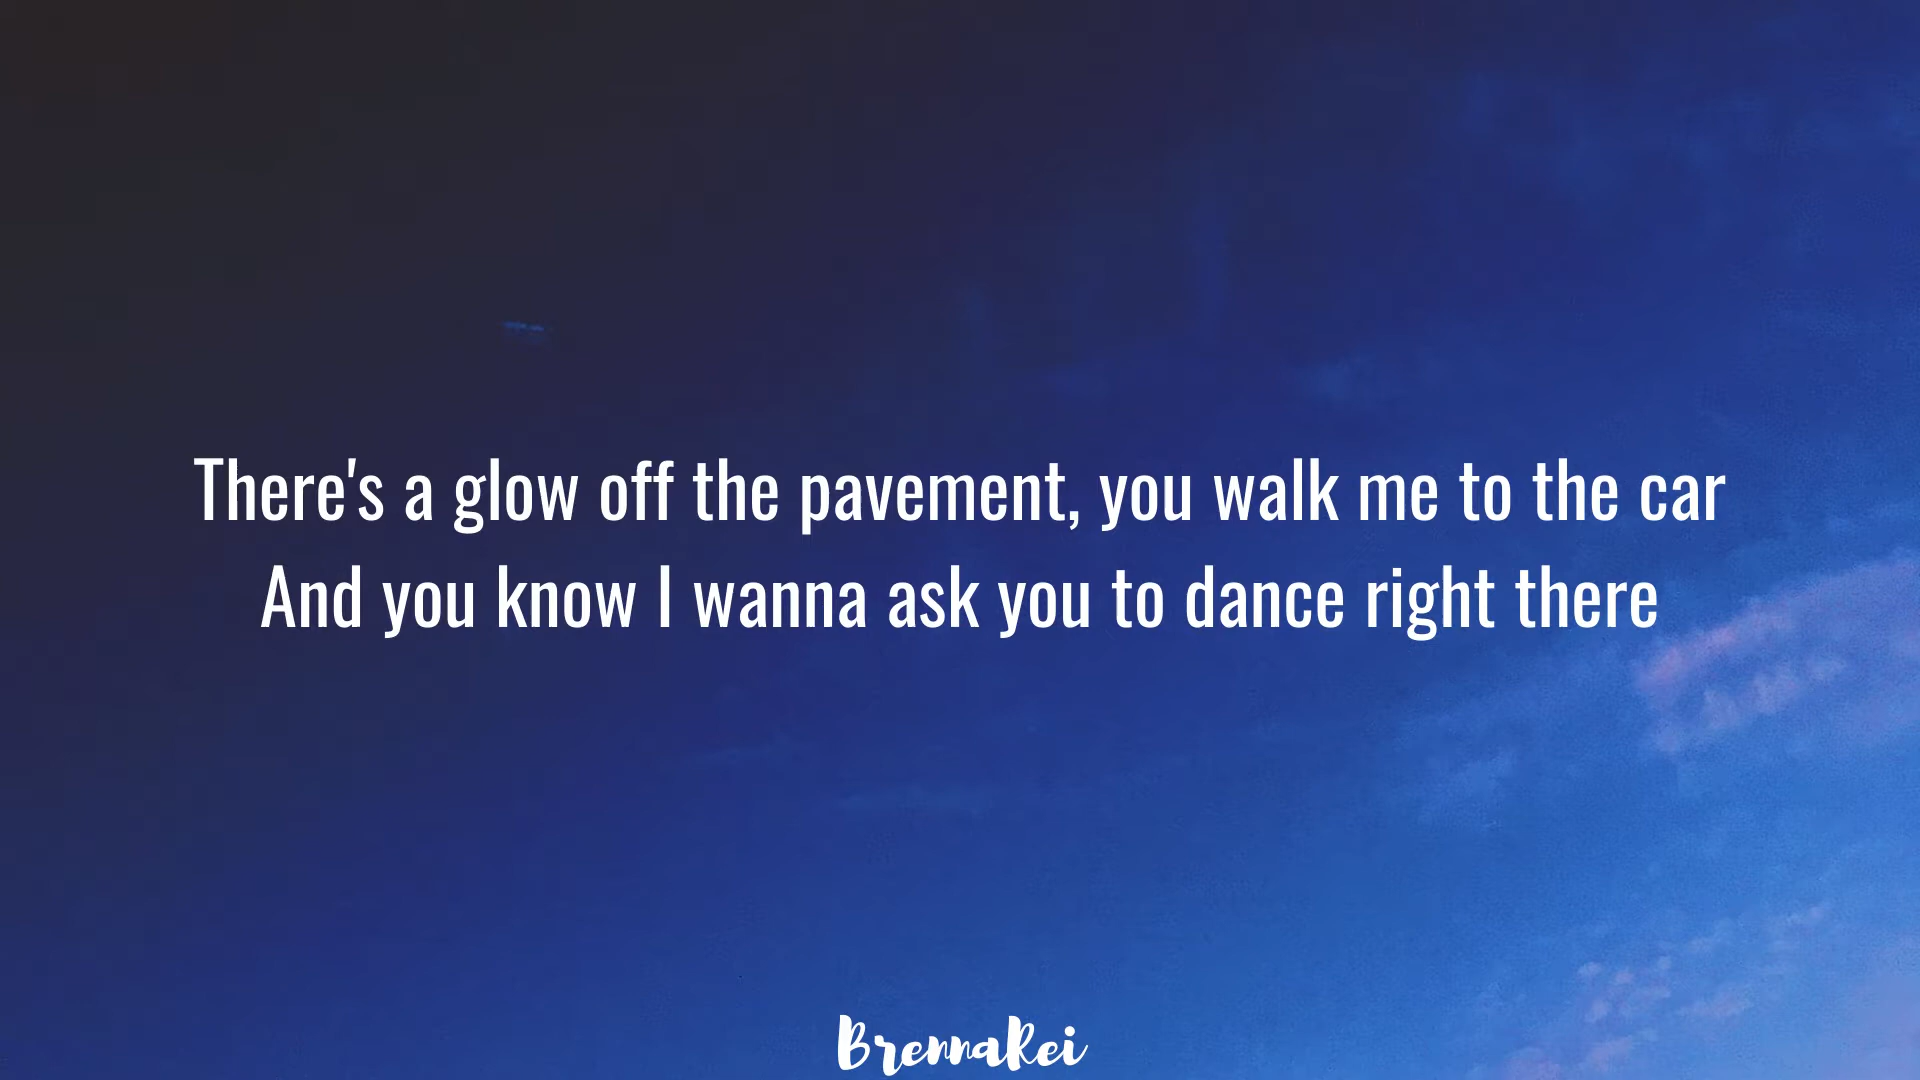 There's a glow off the pavement, you walk me to the car
And you know I wanna ask you to dance right there
BrennaRei